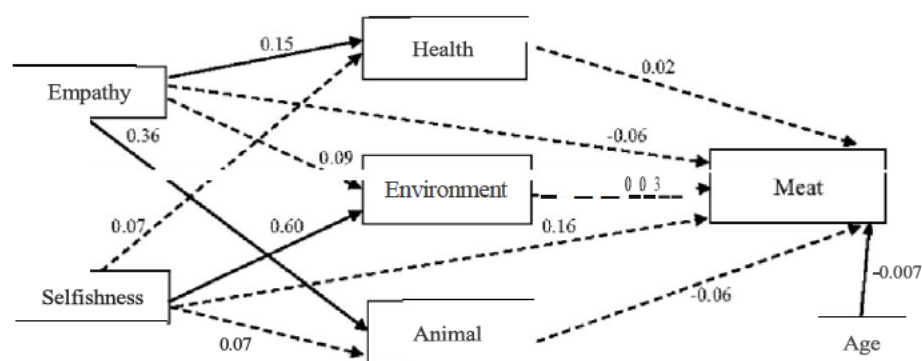 0.15
Health
0.02
Empathy
0.36
-0.06
0.09
Environment
0 0 3
Meat
0.07
0.60
0.16
Selfishness
-0.007
-0.06
0.07
Animal
Age